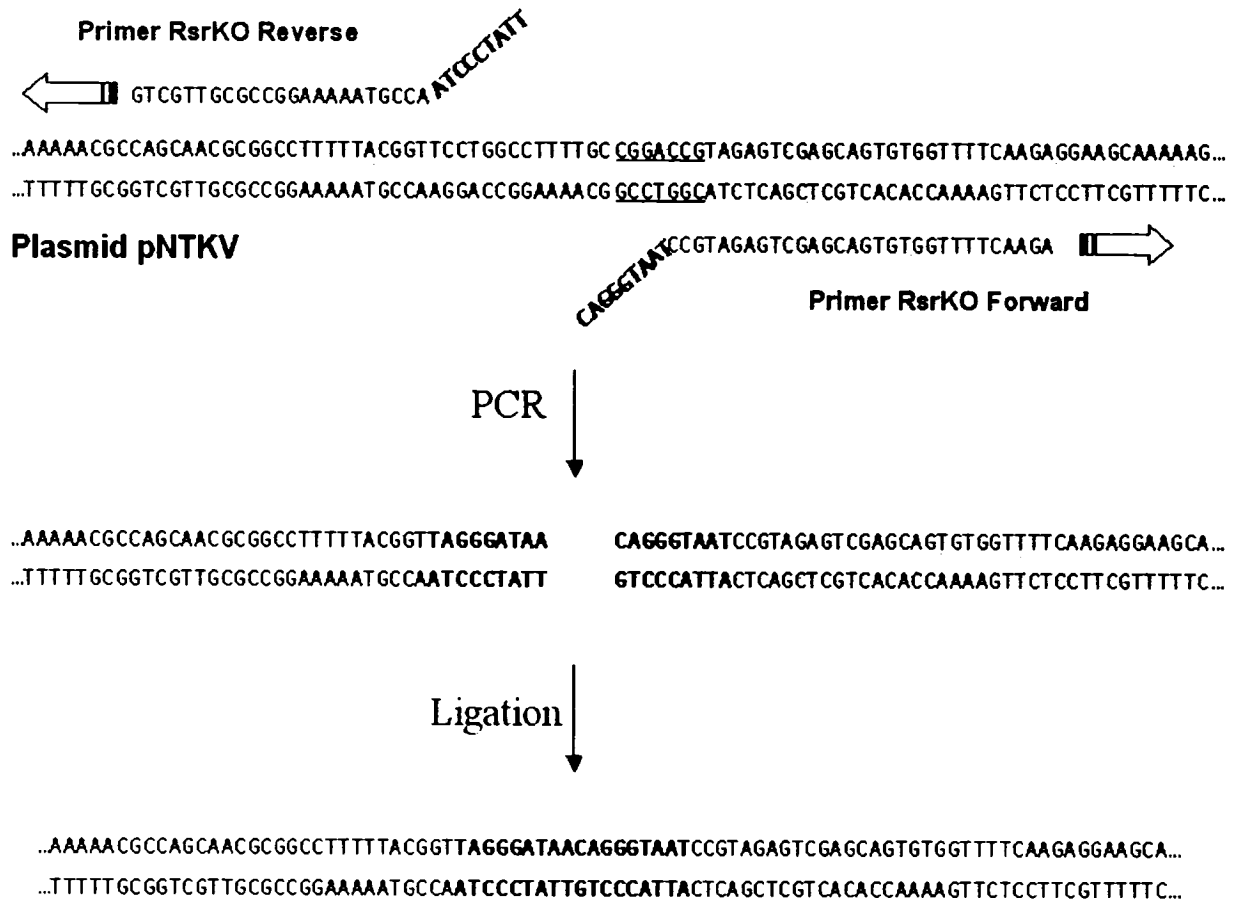 Primer RsrKO Reverse
ATCCCTATT
GTCGTTGCGCCGGAAAAATGCCA
..AAAAACGCCAGCAACGCGGCCTTTTTACGGTTCCTGGCCTTTTGC CGGACCGTAGAGTCGAGCAGTGTGGTTTTCAAGAGGAAGCAAAAAG...
...TTTTTGCGGTCGTTGCGCCGGAAAAATGCCAAGGACCGGAAAACG GCCTGGCATCTCAGCTCGTCACACCAAAAGTTCTCCTTCGTTTTTC...
Plasmid pNTKV
CAGGGTAATCCGTAGAGTCGAGCAGTGTGGTTTTCAAGA
Primer RsrKO Forward
PCR
..AAAAACGCCAGCAACGCGGCCTTTTTACGGTTAGGGATAA CAGGGTAATCCGTAGAGTCGAGCAGTGTGGTTTTCAAGAGGAAGCA...
...TTTTTGCGGTCGTTGCGCCGGAAAAATGCCAATCCCTATT GTCCCATTACTCAGCTCGTCACACCAAAAGTTCTCCTTCGTTTTTC...
Ligation
..AAAAACGCCAGCAACGCGGCCTTTTTACGGTTAGGGATAACAGGGTAATCCGTAGAGTCGAGCAGTGTGGTTTTCAAGAGGAAGCA...
...TTTTTGCGGTCGTTGCGCCGGAAAAATGCCAATCCCTATTGTCCCATTACTCAGCTCGTCACACCAAAAGTTCTCCTTCGTTTTTC...